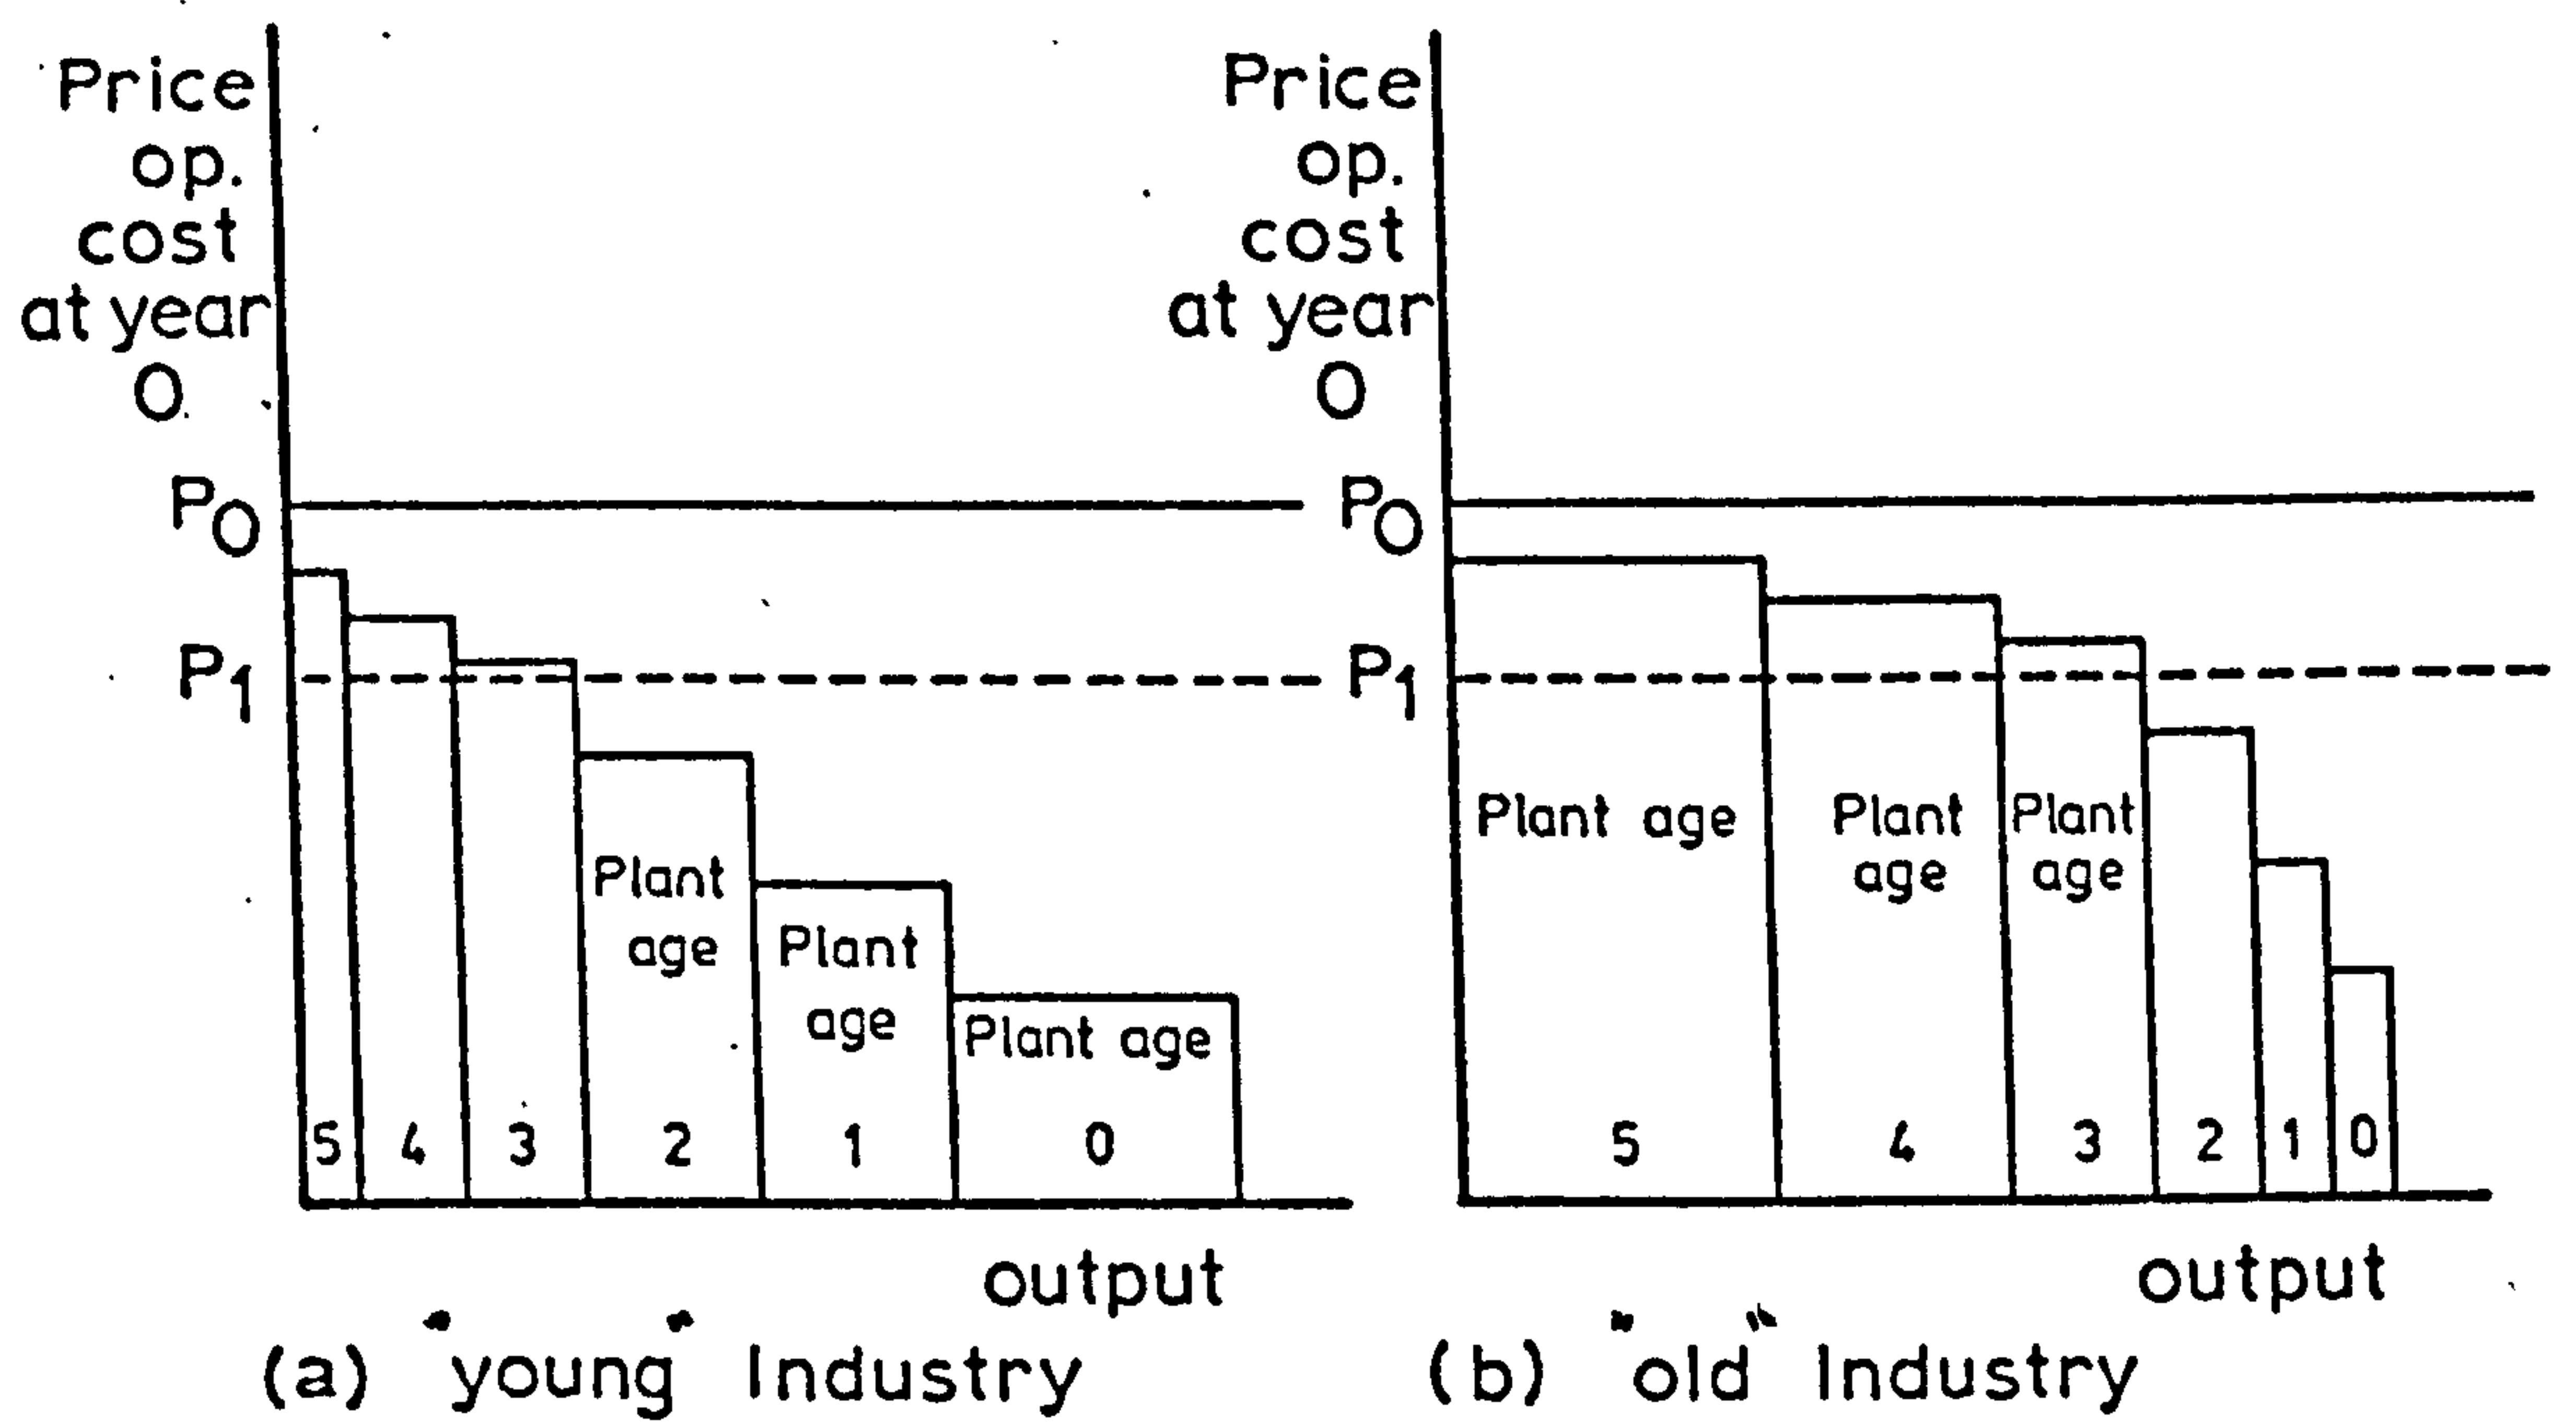 Price
op.
cost
at year
0
P0
P1
Plant
age
Plant
age
Plant age
5 4 3 2 1 0
output
(a) "young" Industry
Price
op.
cost
at year
0
P0
P1
Plant age
Plant
age
Plant
age
5 4 3 2 1 0
output
(b) "old" Industry